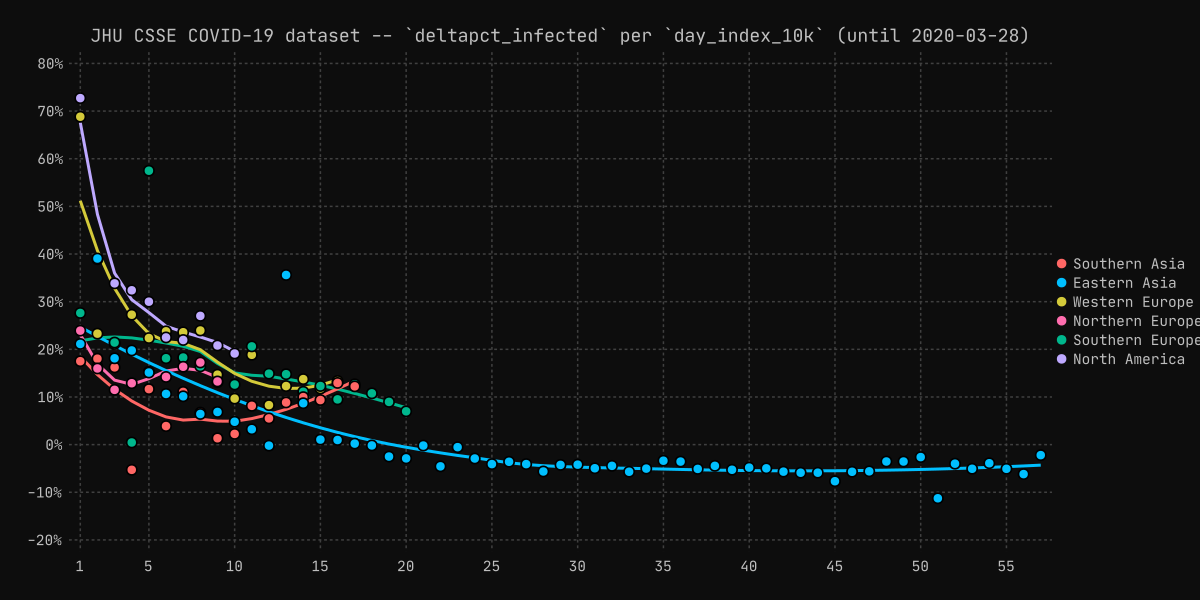 JHU CSSE COVID-19 dataset -- `deltapct_infected` per `day_index_10k` (until 2020-03-28)
80%
70%
60%
50%
40%
30%
20%
10%
0%
-10%
-20%
1 5 10 15 20 25 30 35 40 45 50 55
Southern Asia
Eastern Asia
Western Europe
Northern Europe
Southern Europe
North America